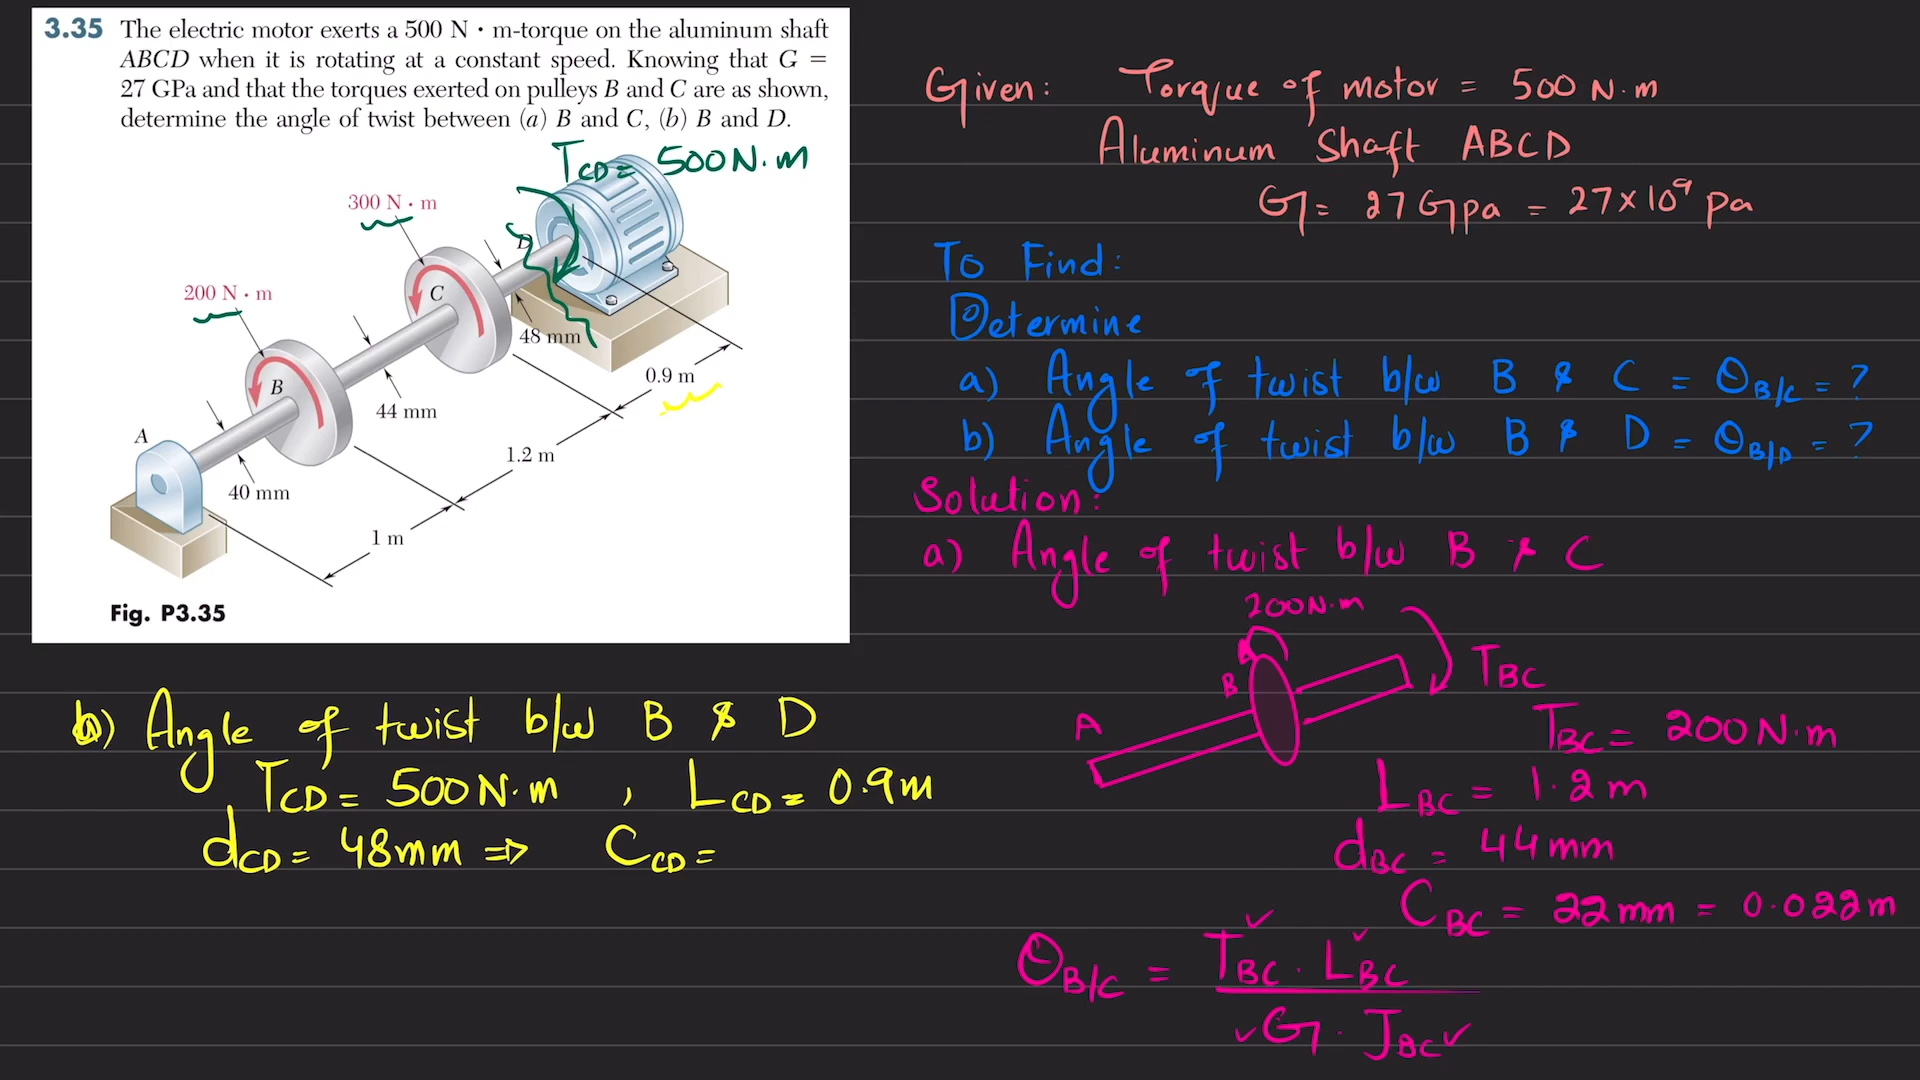 3.35 The electric motor exerts a 500 N · m-torque on the aluminum shaft
ABCD when it is rotating at a constant speed. Knowing that G =
27 GPa and that the torques exerted on pulleys B and C are as shown,
determine the angle of twist between (a) B and C, (b) B and D.
TCD = 500 N·m
300 N · m
D
200 N · m
C
48 mm
B
0.9 m
44 mm
A
1.2 m
40 mm
1 m
Fig. P3.35
Given: Torque of motor = 500 N·m
Aluminum Shaft ABCD
G = 27 Gpa = 27×10⁹ pa
To Find:
Determine
a) Angle of twist b/w B & C = ΘB/C = ?
b) Angle of twist b/w B & D = ΘB/D = ?
Solution:
a) Angle of twist b/w B & C
200 N·m
B
A
TBC
TBC = 200 N·m
LBC = 1.2 m
dBC = 44 mm
CBC = 22 mm = 0.022 m
ΘB/C = TBC · LBC
G · JBC
b) Angle of twist b/w B & D
TCD = 500 N·m , LCD = 0.9 m
dCD = 48mm ⇒ CCD =